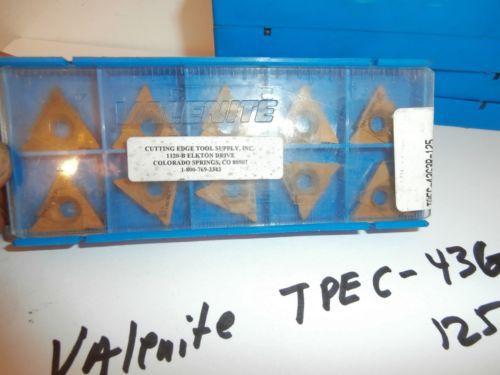 VALENITE
CUTTING EDGE TOOL SUPPLY, INC.
1120-B ELKTON DRIVE
COLORADO SPRINGS, CO 80907
1-800-769-3383
VAlenite TPEC-43G
125